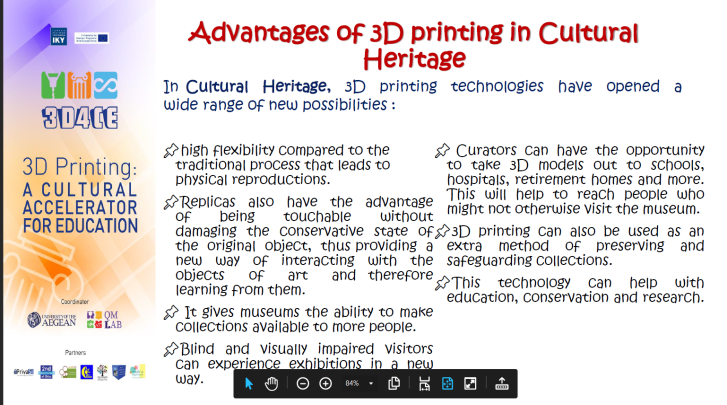 IKY
3D4CE
3D Printing:
A CULTURAL
ACCELERATOR
FOR EDUCATION
Coordinator
UNIVERSITY OF THE
AEGEAN
QM
LAB
Partners
Advantages of 3D printing in Cultural
Heritage
In Cultural Heritage, 3D printing technologies have opened a
wide range of new possibilities :
high flexibility compared to the
traditional process that leads to
physical reproductions.
Replicas also have the advantage
of being touchable without
damaging the conservative state of
the original object, thus providing a
new way of interacting with the
objects of art and therefore
learning from them.
It gives museums the ability to make
collections available to more people.
Blind and visually impaired visitors
can experience exhibitions in a new
way.
Curators can have the opportunity
to take 3D models out to schools,
hospitals, retirement homes and more.
This will help to reach people who
might not otherwise visit the museum.
3D printing can also be used as an
extra method of preserving and
safeguarding collections.
This technology can help with
education, conservation and research.
84%